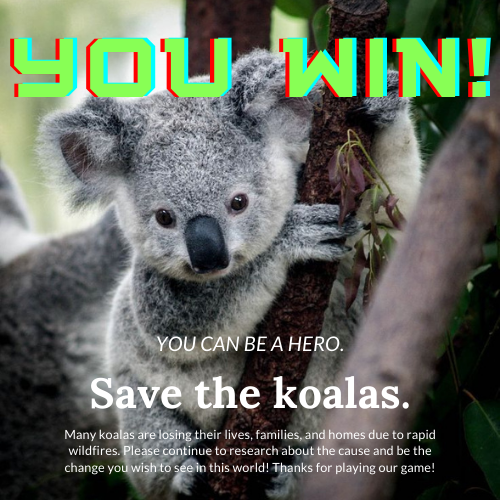 YOU WIN!
YOU CAN BE A HERO.
Save the koalas.
Many koalas are losing their lives, families, and homes due to rapid
wildfires. Please continue to research about the cause and be the
change you wish to see in this world! Thanks for playing our game!